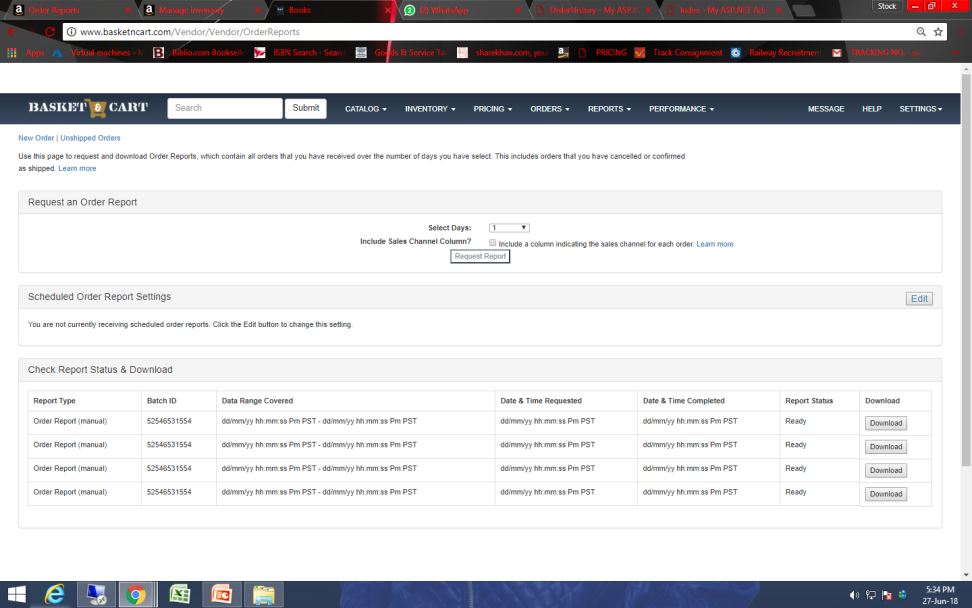 Order Reports
Manage Inventory
Books
WhatsApp
OrderHistory - My ASP.N
Index - My ASP.NET
Stock
www.basketncart.com/Vendor/Vendor/OrderReports
Apps
Virtual machines - M
Biblio.com Booksell
ISBN Search - Search
Goods & Service Ta
sharekhan.com, you
PRICING
Track Consignment
Railway Recruitment
TRACKING NO.
BASKET & CART
Search
Submit
CATALOG
INVENTORY
PRICING
ORDERS
REPORTS
PERFORMANCE
MESSAGE
HELP
SETTINGS
New Order | Unshipped Orders
Use this page to request and download Order Reports, which contain all orders that you have received over the number of days you have select. This includes orders that you have cancelled or confirmed
as shipped. Learn more
Request an Order Report
Select Days: 1
Include Sales Channel Column? Include a column indicating the sales channel for each order. Learn more
Request Report
Scheduled Order Report Settings
Edit
You are not currently receiving scheduled order reports. Click the Edit button to change this setting.
Check Report Status & Download
Report Type Batch ID Data Range Covered Date & Time Requested Date & Time Completed Report Status Download
Order Report (manual) 52546531554 dd/mm/yy hh:mm:ss Pm PST - dd/mm/yy hh:mm:ss Pm PST dd/mm/yy hh:mm:ss Pm PST dd/mm/yy hh:mm:ss Pm PST Ready Download
Order Report (manual) 52546531554 dd/mm/yy hh:mm:ss Pm PST - dd/mm/yy hh:mm:ss Pm PST dd/mm/yy hh:mm:ss Pm PST dd/mm/yy hh:mm:ss Pm PST Ready Download
Order Report (manual) 52546531554 dd/mm/yy hh:mm:ss Pm PST - dd/mm/yy hh:mm:ss Pm PST dd/mm/yy hh:mm:ss Pm PST dd/mm/yy hh:mm:ss Pm PST Ready Download
Order Report (manual) 52546531554 dd/mm/yy hh:mm:ss Pm PST - dd/mm/yy hh:mm:ss Pm PST dd/mm/yy hh:mm:ss Pm PST dd/mm/yy hh:mm:ss Pm PST Ready Download
5:34 PM
27-Jun-18